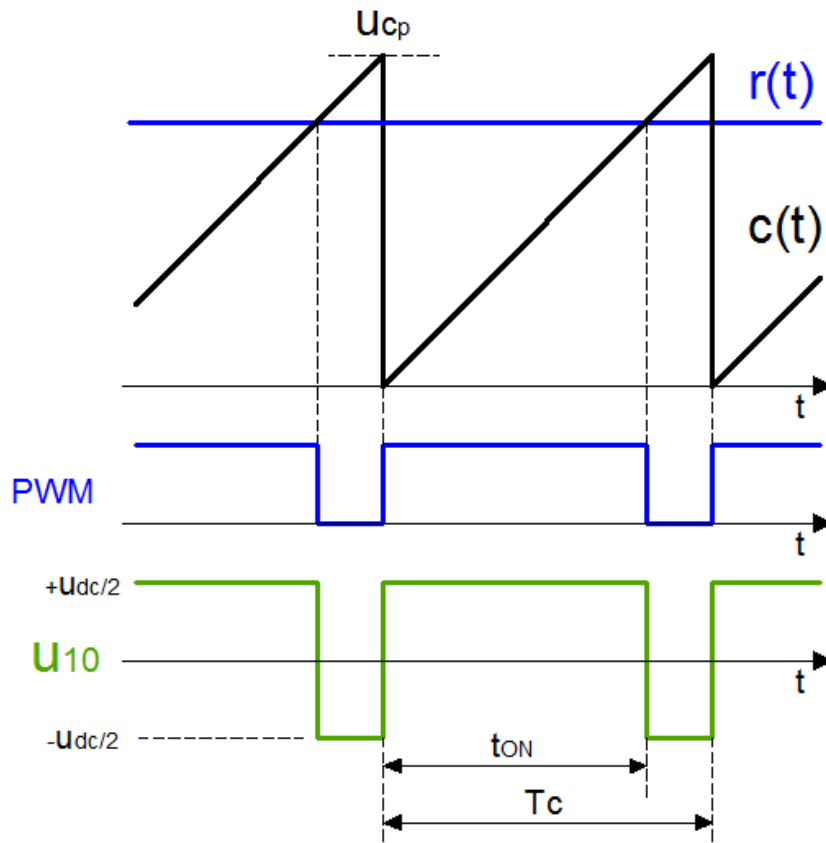 ucp
r(t)
c(t)
t
PWM
t
+udc/2
u10
t
-udc/2
tON
Tc